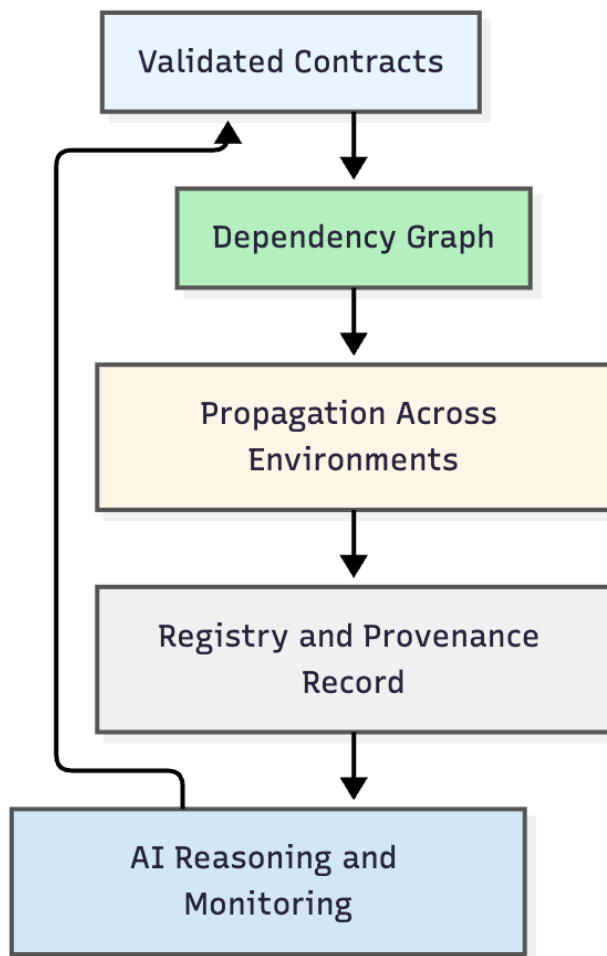 Validated Contracts
Dependency Graph
Propagation Across
Environments
Registry and Provenance
Record
AI Reasoning and
Monitoring